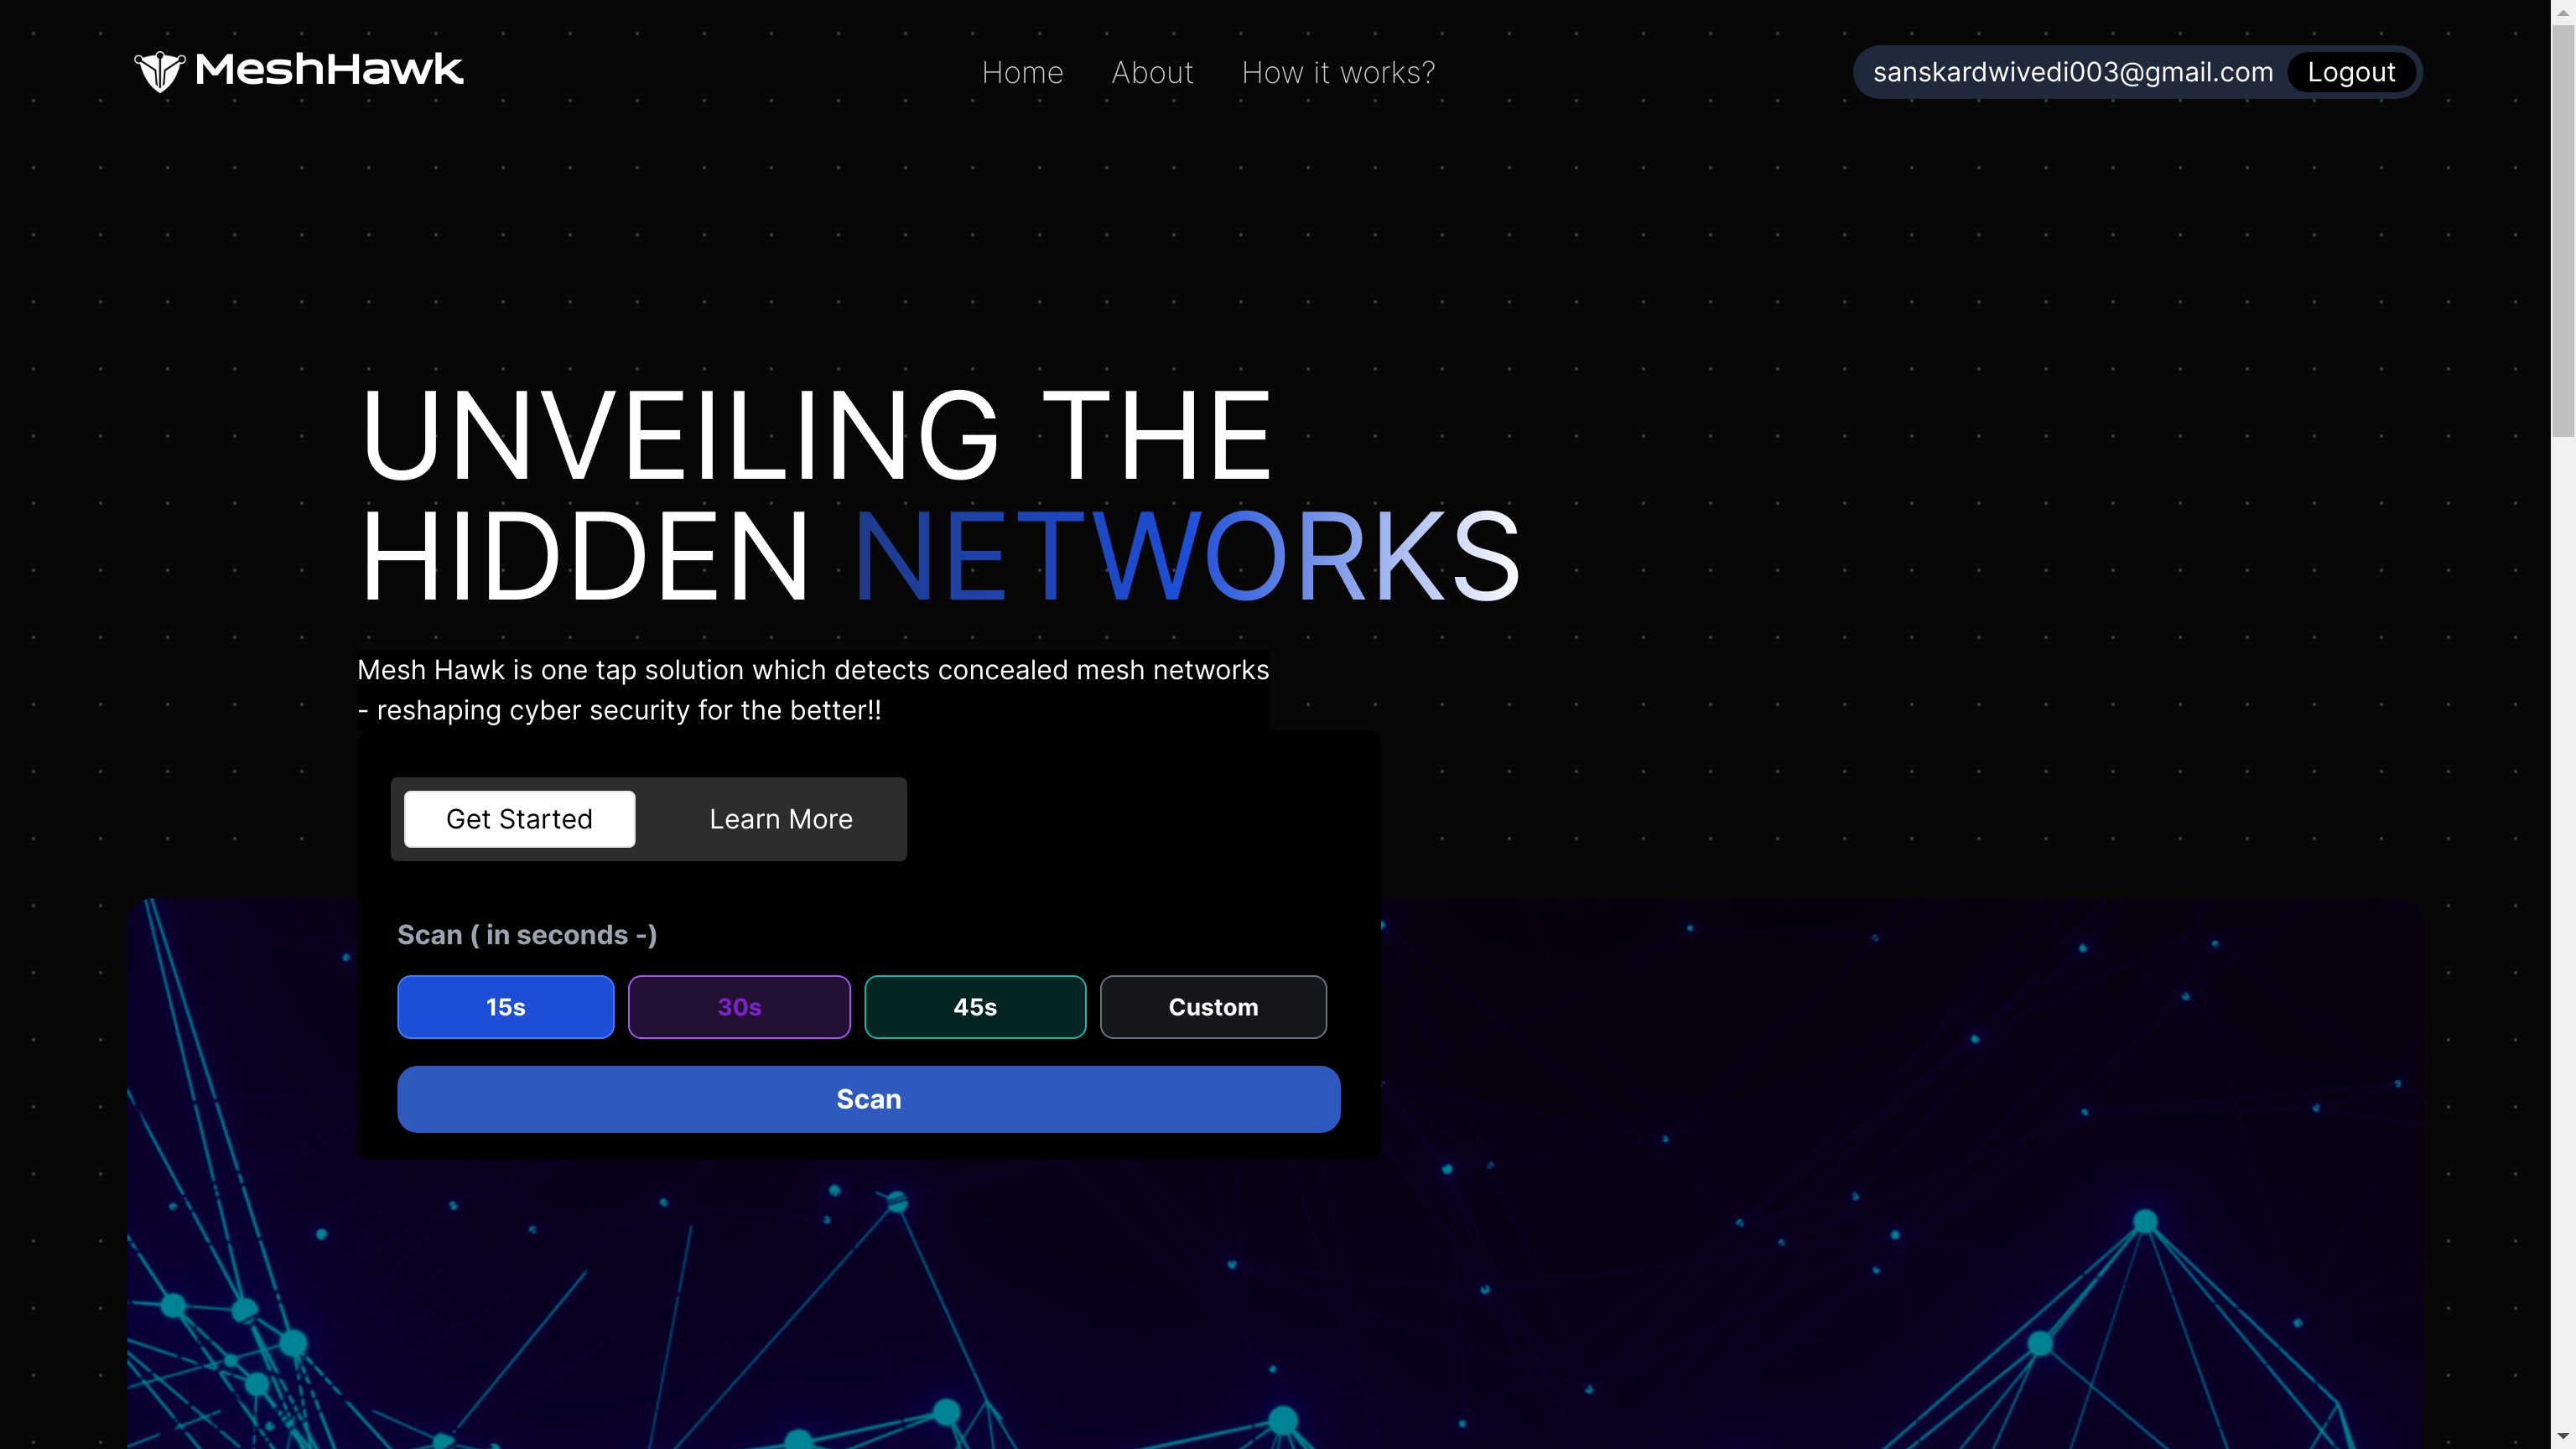 MeshHawk
Home About How it works?
sanskardwivedi003@gmail.com Logout
UNVEILING THE
HIDDEN NETWORKS
Mesh Hawk is one tap solution which detects concealed mesh networks
- reshaping cyber security for the better!!
Get Started Learn More
Scan ( in seconds -)
15s 30s 45s Custom
Scan